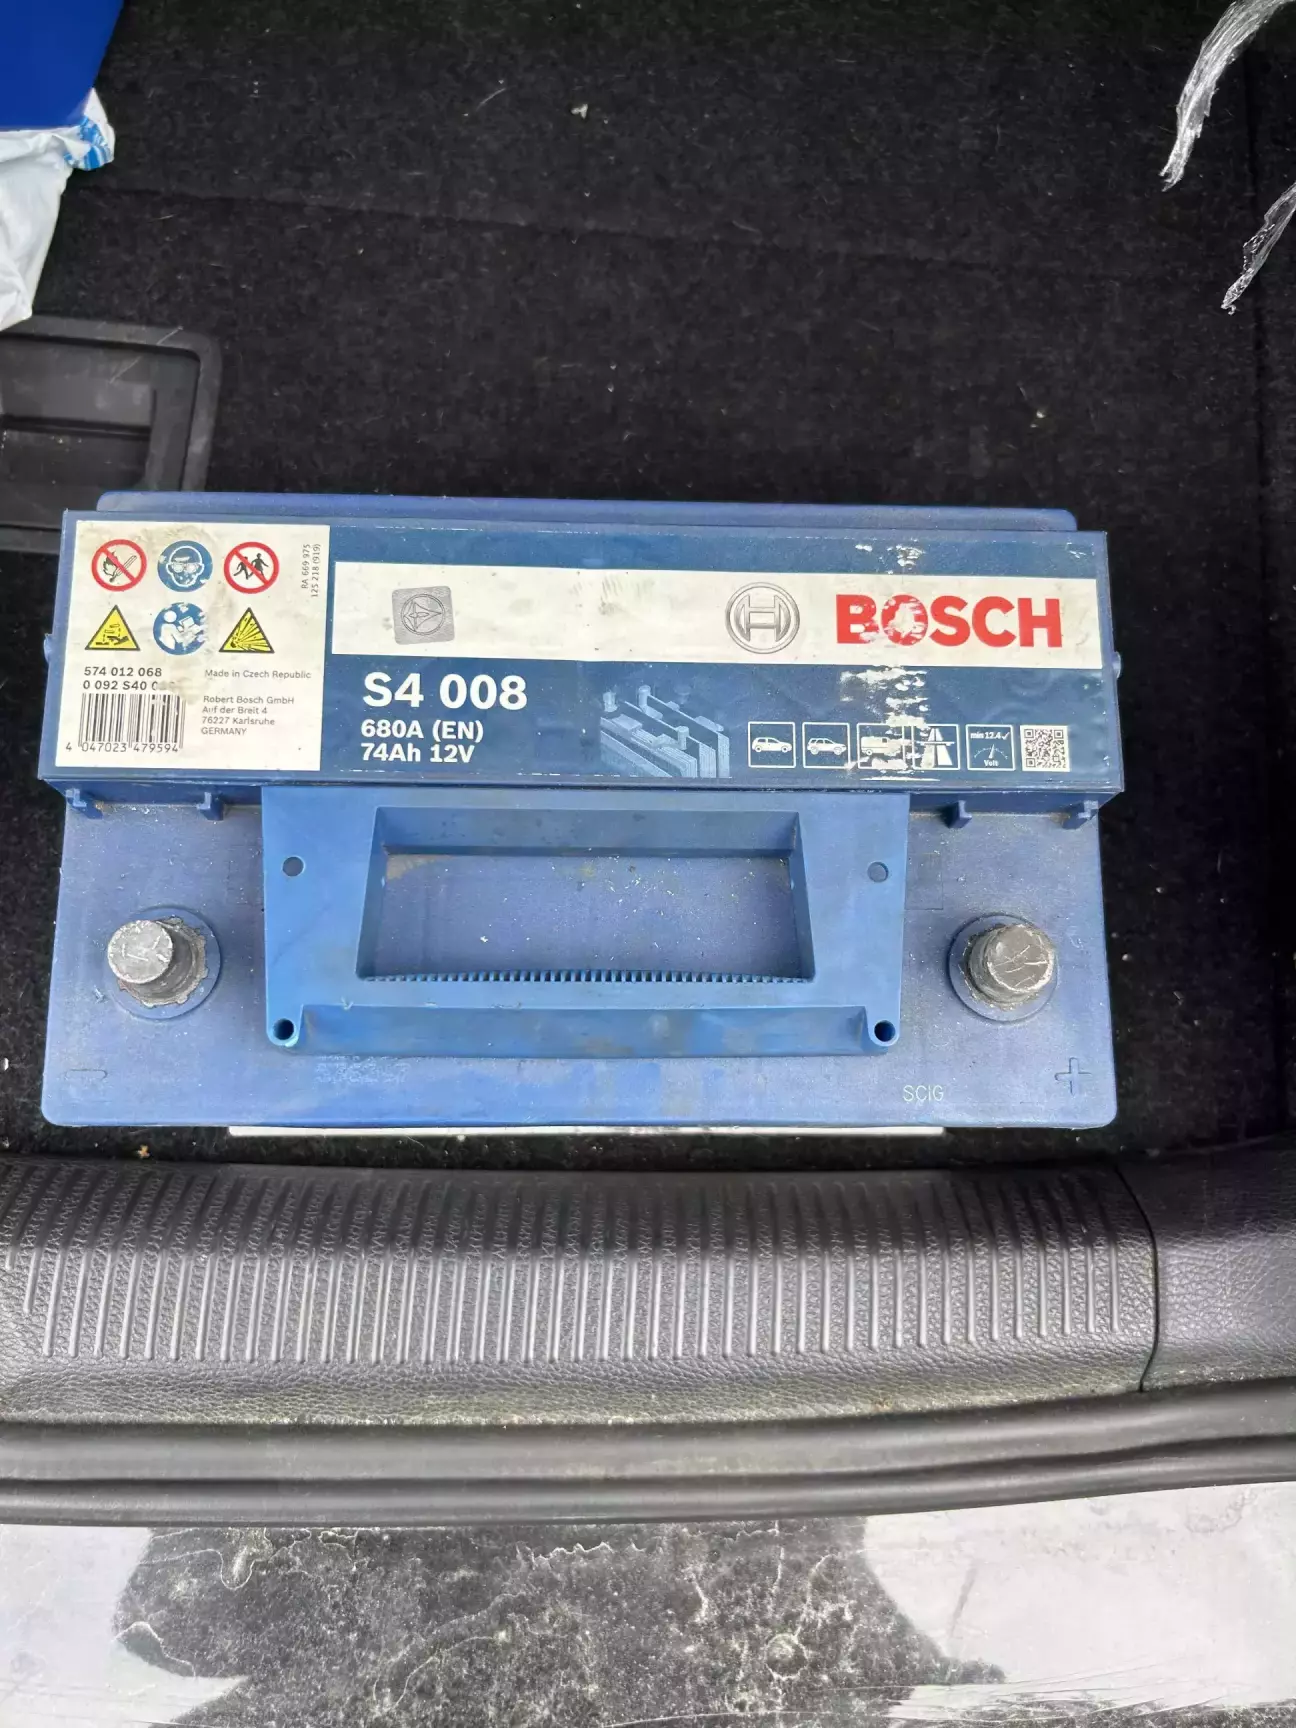 RA 669 975
125 218 (919)
574 012 068
0 092 S40
Made in Czech Republic
Robert Bosch GmbH
Auf der Breit 4
76227 Karlsruhe
GERMANY
4 047023 479594
BOSCH
S4 008
680A (EN)
74Ah 12V
min 12.4
Volt
SCIG
- +